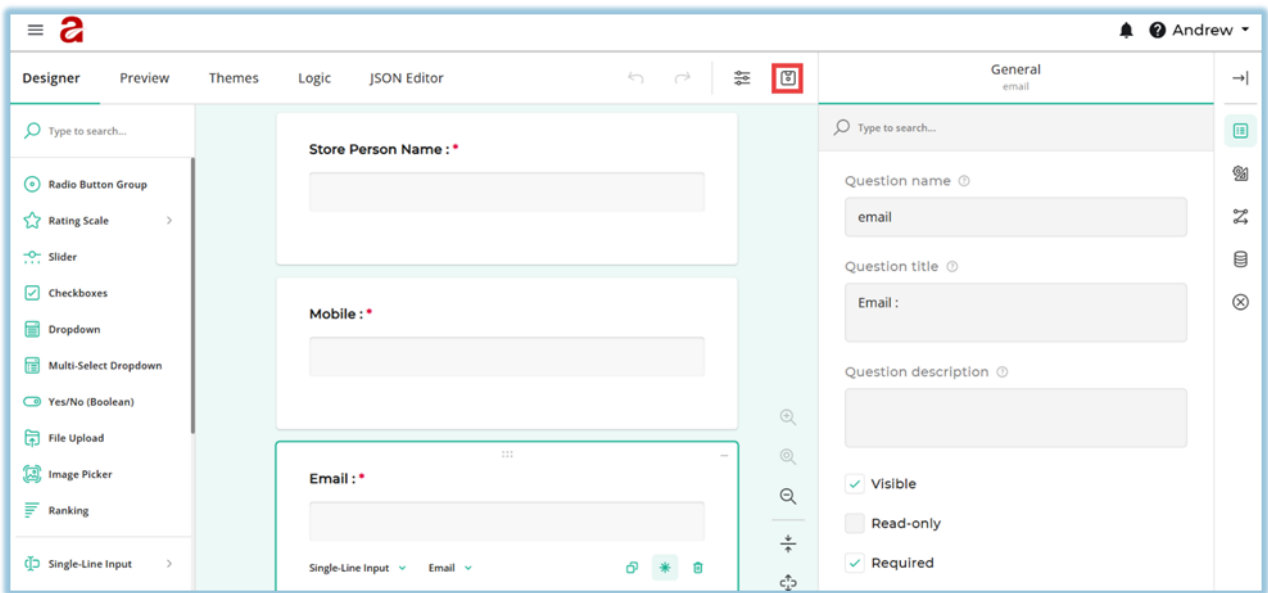 a
Andrew
Designer
Preview
Themes
Logic
JSON Editor
General
email
Type to search...
Radio Button Group
Rating Scale
Slider
Checkboxes
Dropdown
Multi-Select Dropdown
Yes/No (Boolean)
File Upload
Image Picker
Ranking
Single-Line Input
Store Person Name : *
Mobile : *
Email : *
Single-Line Input
Email
Type to search...
Question name
email
Question title
Email :
Question description
Visible
Read-only
Required